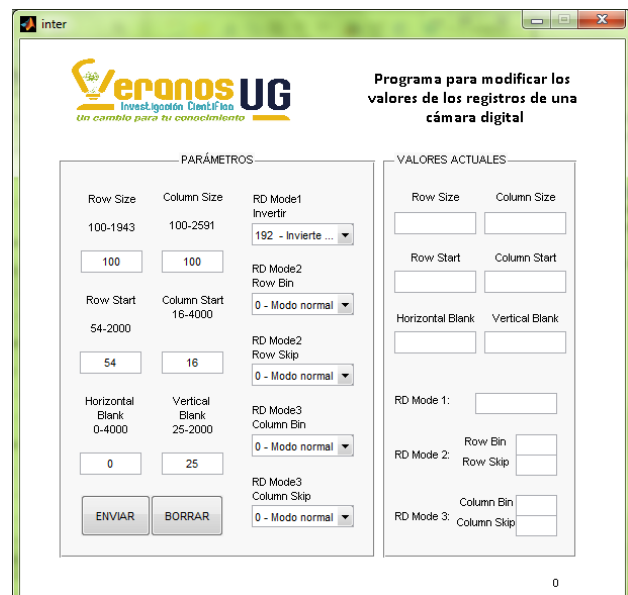 inter
Veranos UG
Investigación Científica
Un cambio para tu conocimiento
Programa para modificar los
valores de los registros de una
cámara digital
PARÁMETROS
Row Size
100-1943
100
Column Size
100-2591
100
RD Mode1
Invertir
192 - Invierte ...
Row Start
54-2000
54
Column Start
16-4000
16
RD Mode2
Row Bin
0 - Modo normal
RD Mode2
Row Skip
0 - Modo normal
Horizontal
Blank
0-4000
0
Vertical
Blank
25-2000
25
RD Mode3
Column Bin
0 - Modo normal
RD Mode3
Column Skip
0 - Modo normal
ENVIAR
BORRAR
VALORES ACTUALES
Row Size
Column Size
Row Start
Column Start
Horizontal Blank
Vertical Blank
RD Mode 1:
RD Mode 2:
Row Bin
Row Skip
RD Mode 3:
Column Bin
Column Skip
0